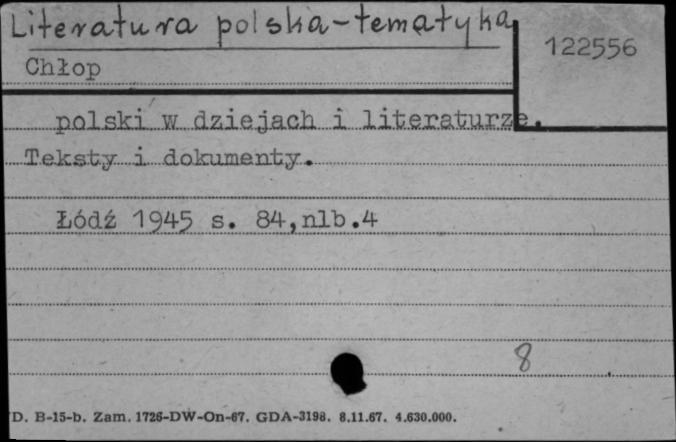 Literatura polska-tematyka
122556
Chłop
polski w dziejach i literaturze.
Teksty i dokumenty.
Łódź 1945 s. 84,nlb.4
8
D. B-15-b. Zam. 1726-DW-On-67. GDA-3198. 8.11.67. 4.630.000.